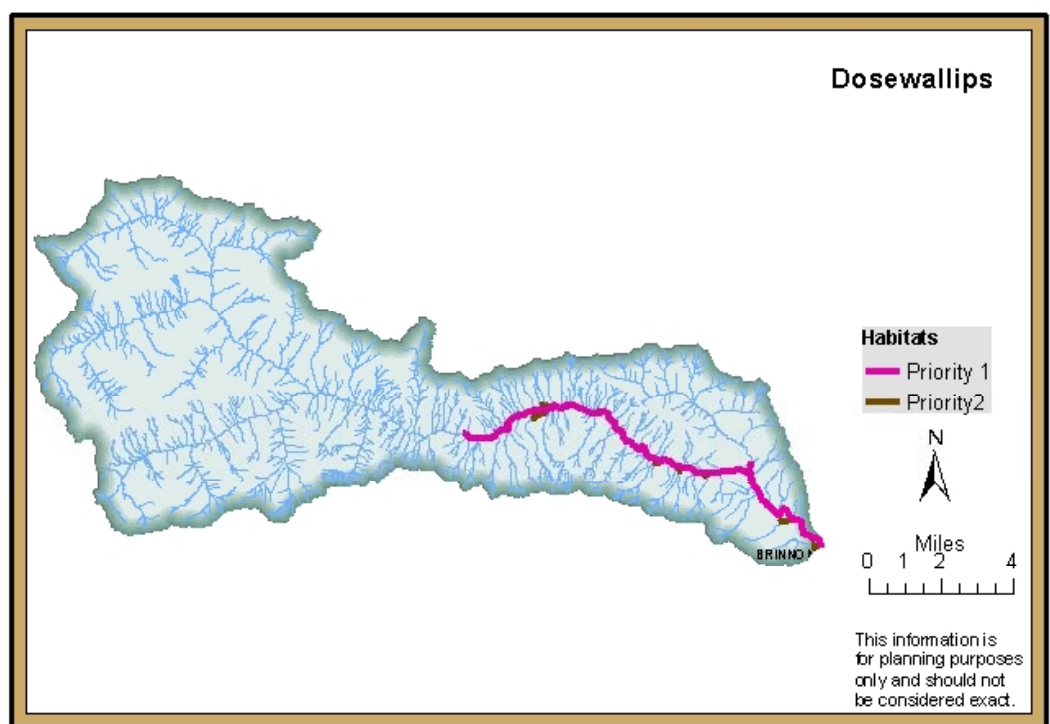 Dosewallips
Habitats
Priority 1
Priority2
N
Miles
0 1 2 4
BRINNO
This information is
for planning purposes
only and should not
be considered exact.